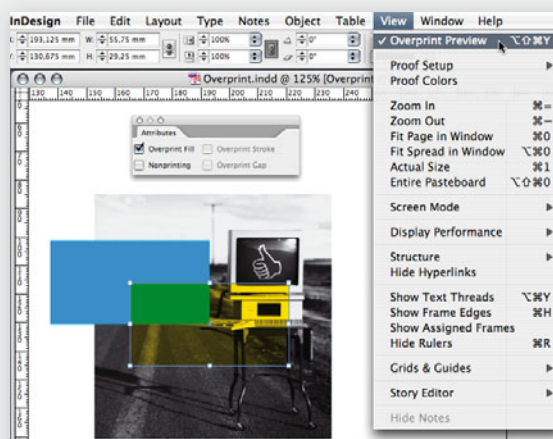 InDesign File Edit Layout Type Notes Object Table View Window Help
193,125 mm W: 55,75 mm 100% 0°
130,675 mm H: 29,25 mm 100% 0°
Overprint.indd @ 125% [Overprint
130 140 150 160 170 180 190 200 210 220 230 240
Attributes
Overprint Fill Overprint Stroke
Nonprinting Overprint Gap
✓ Overprint Preview ⌥⇧⌘Y
Proof Setup
Proof Colors
Zoom In ⌘=
Zoom Out ⌘-
Fit Page in Window ⌘0
Fit Spread in Window ⌥⌘0
Actual Size ⌘1
Entire Pasteboard ⌥⇧⌘0
Screen Mode
Display Performance
Structure
Hide Hyperlinks
Show Text Threads ⌥⌘Y
Show Frame Edges ⌘H
Show Assigned Frames
Hide Rulers ⌘R
Grids & Guides
Story Editor
Hide Notes